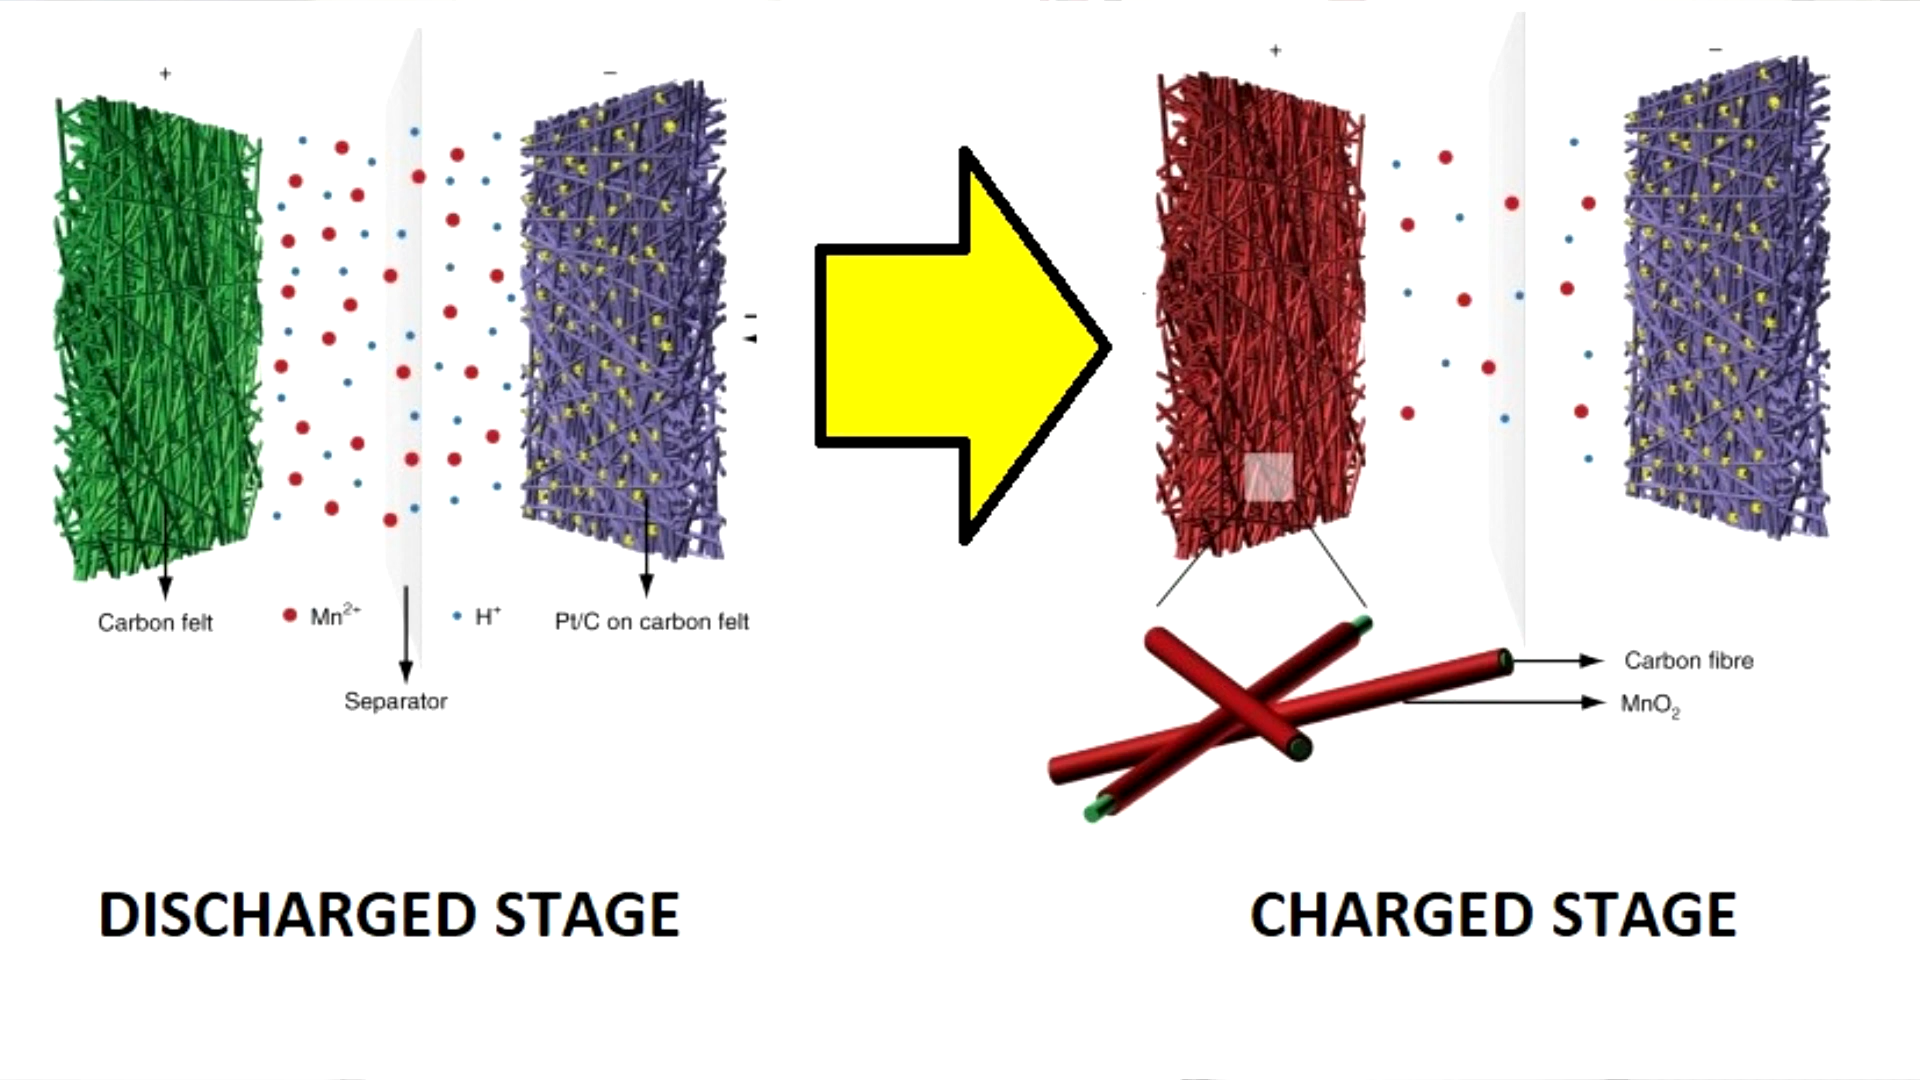 +
−
Carbon felt
Mn²⁺
H⁺
Pt/C on carbon felt
Separator
+
−
Carbon fibre
MnO₂
DISCHARGED STAGE
CHARGED STAGE